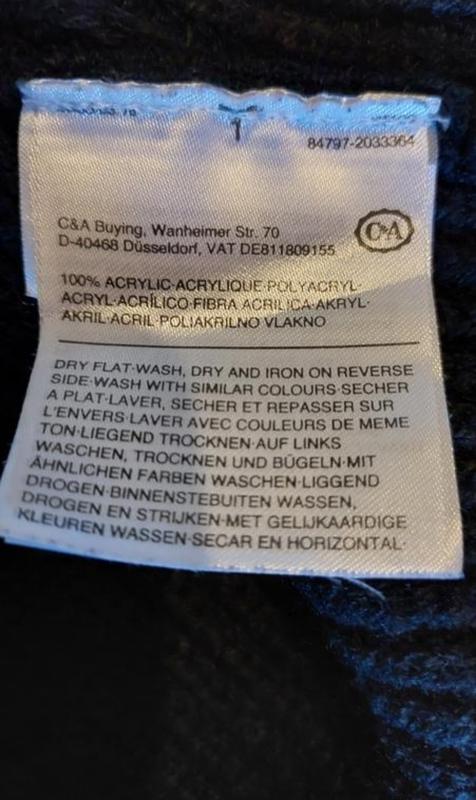 1
84797-2033364
C&A Buying, Wanheimer Str. 70
D-40468 Düsseldorf, VAT DE811809155
C&A
100% ACRYLIC·ACRYLIQUE·POLYACRYL·
ACRYL·ACRÍLICO·FIBRA ACRILICA·AKRYL·
AKRIL·ACRIL·POLIAKRILNO VLAKNO
DRY FLAT·WASH, DRY AND IRON ON REVERSE
SIDE·WASH WITH SIMILAR COLOURS·SECHER
A PLAT·LAVER, SECHER ET REPASSER SUR
L'ENVERS·LAVER AVEC COULEURS DE MEME
TON·LIEGEND TROCKNEN·AUF LINKS
WASCHEN, TROCKNEN UND BÜGELN·MIT
ÄHNLICHEN FARBEN WASCHEN·LIGGEND
DROGEN·BINNENSTEBUITEN WASSEN,
DROGEN EN STRIJKEN·MET GELIJKAARDIGE
KLEUREN WASSEN·SECAR EN HORIZONTAL·